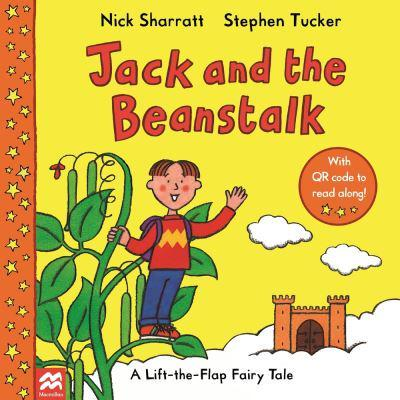 Nick Sharratt Stephen Tucker
Jack and the
Beanstalk
With
QR code to
read along!
A Lift-the-Flap Fairy Tale
Macmillan